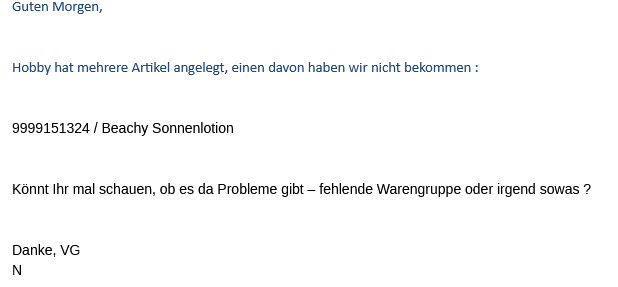 Guten Morgen,
Hobby hat mehrere Artikel angelegt, einen davon haben wir nicht bekommen :
9999151324 / Beachy Sonnenlotion
Könnt Ihr mal schauen, ob es da Probleme gibt – fehlende Warengruppe oder irgend sowas ?
Danke, VG
N